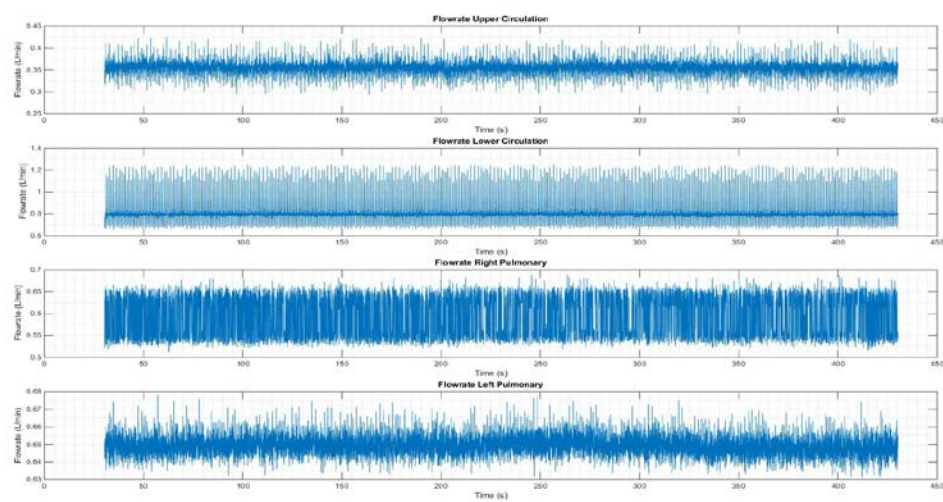 Flowrate Upper Circulation
Flowrate (L/min)
0.45
0.4
0.35
0.3
0.25
0 50 100 150 200 250 300 350 400 450
Time (s)
Flowrate Lower Circulation
Flowrate (L/min)
1.4
1.2
1
0.8
0.6
0 50 100 150 200 250 300 350 400 450
Time (s)
Flowrate Right Pulmonary
Flowrate (L/min)
0.7
0.65
0.6
0.55
0.5
0 50 100 150 200 250 300 350 400 450
Time (s)
Flowrate Left Pulmonary
Flowrate (L/min)
0.68
0.67
0.66
0.65
0.64
0.63
0 50 100 150 200 250 300 350 400 450
Time (s)